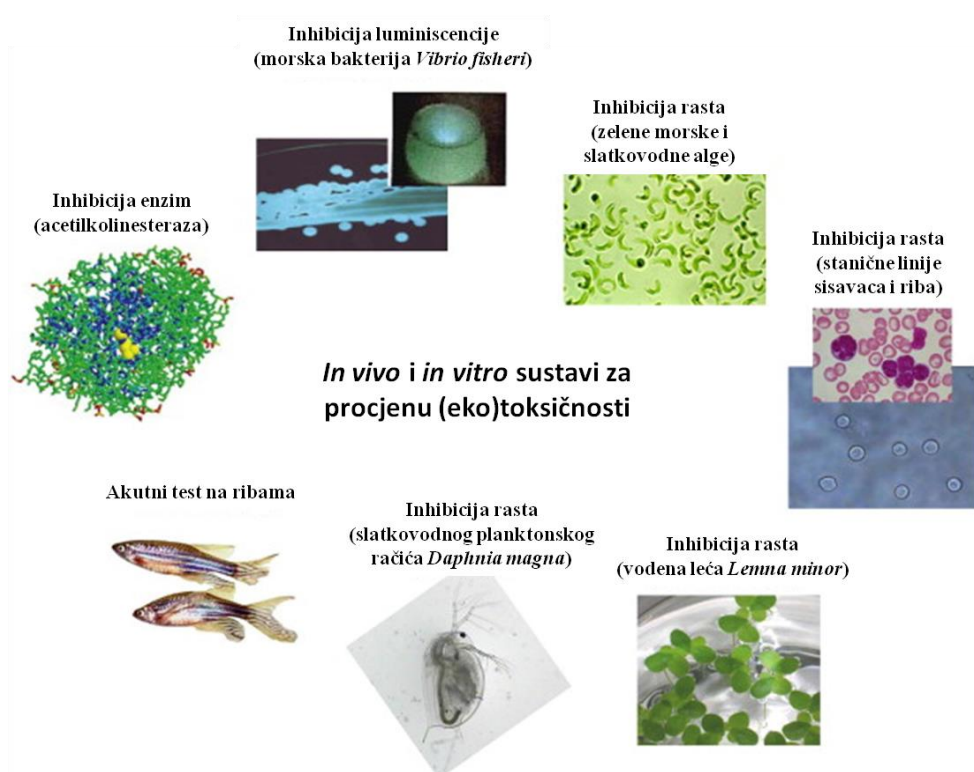 Inhibicija luminiscencije
(morska bakterija Vibrio fisheri)
Inhibicija rasta
(zelene morske i
slatkovodne alge)
Inhibicija enzim
(acetilkolinesteraza)
Inhibicija rasta
(stanične linije
sisavaca i riba)
In vivo i in vitro sustavi za
procjenu (eko)toksičnosti
Akutni test na ribama
Inhibicija rasta
(slatkovodnog planktonskog
račića Daphnia magna)
Inhibicija rasta
(vodena leća Lemna minor)